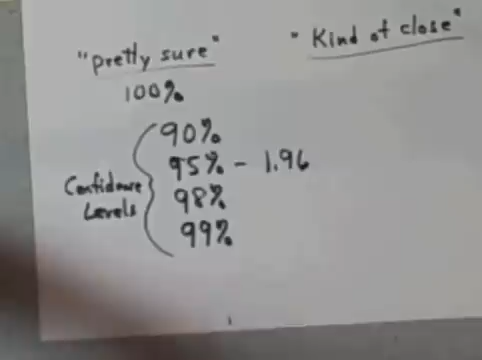 "pretty sure"
"Kind of close"
100%
90%
95% - 1.96
98%
99%
Confidence
Levels